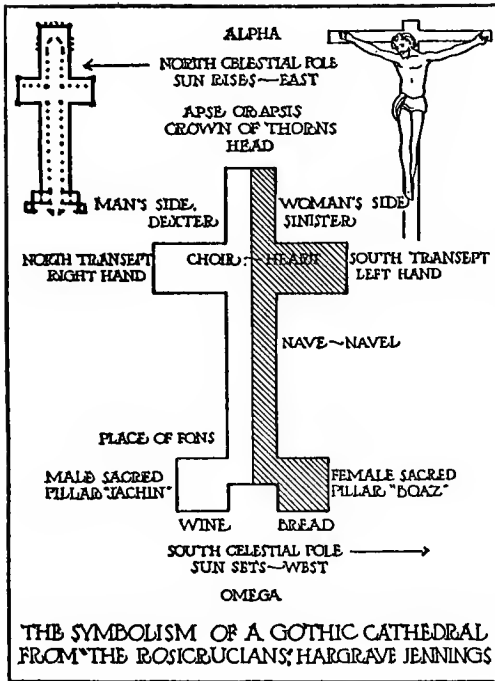 ALPHA
NORTH CELESTIAL POLE
SUN RISES~EAST
APSE OR APSIS
CROWN OF THORNS
HEAD
MAN'S SIDE,
DEXTER
WOMAN'S SIDE
SINISTER
NORTH TRANSEPT
RIGHT HAND
CHOIR~HEART
SOUTH TRANSEPT
LEFT HAND
NAVE~NAVEL
PLACE OF FONS
MALE SACRED
PILLAR "JACHIN"
FEMALE SACRED
PILLAR "BOAZ"
WINE
BREAD
SOUTH CELESTIAL POLE
SUN SETS~WEST
OMEGA
THE SYMBOLISM OF A GOTHIC CATHEDRAL
FROM "THE ROSICRUCIANS," HARGRAVE JENNINGS